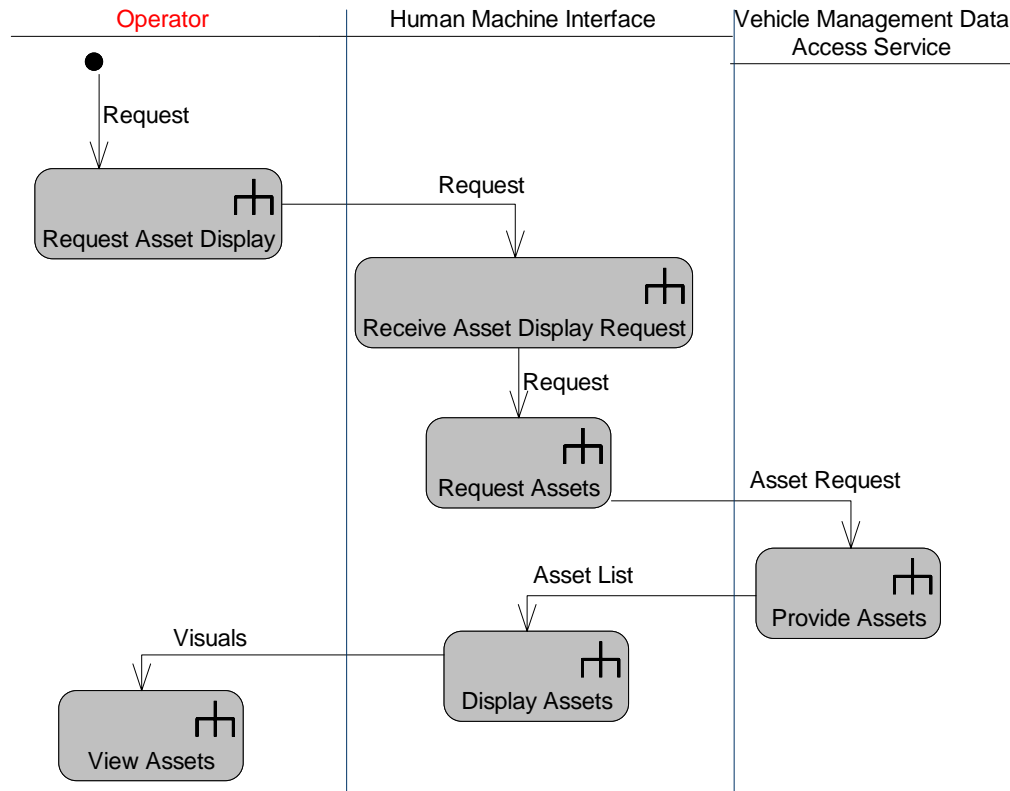 Operator
Human Machine Interface
Vehicle Management Data
Access Service
Request
Request Asset Display
Request
Receive Asset Display Request
Request
Request Assets
Asset Request
Provide Assets
Asset List
Display Assets
Visuals
View Assets